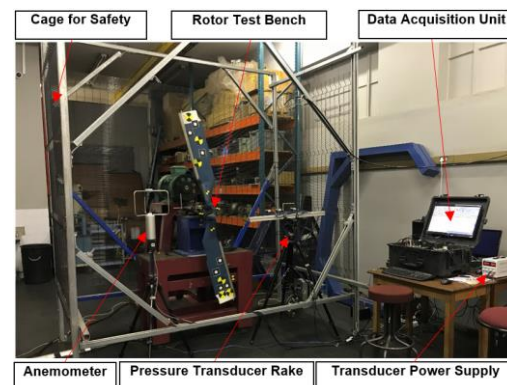 Cage for Safety
Rotor Test Bench
Data Acquisition Unit
Anemometer
Pressure Transducer Rake
Transducer Power Supply